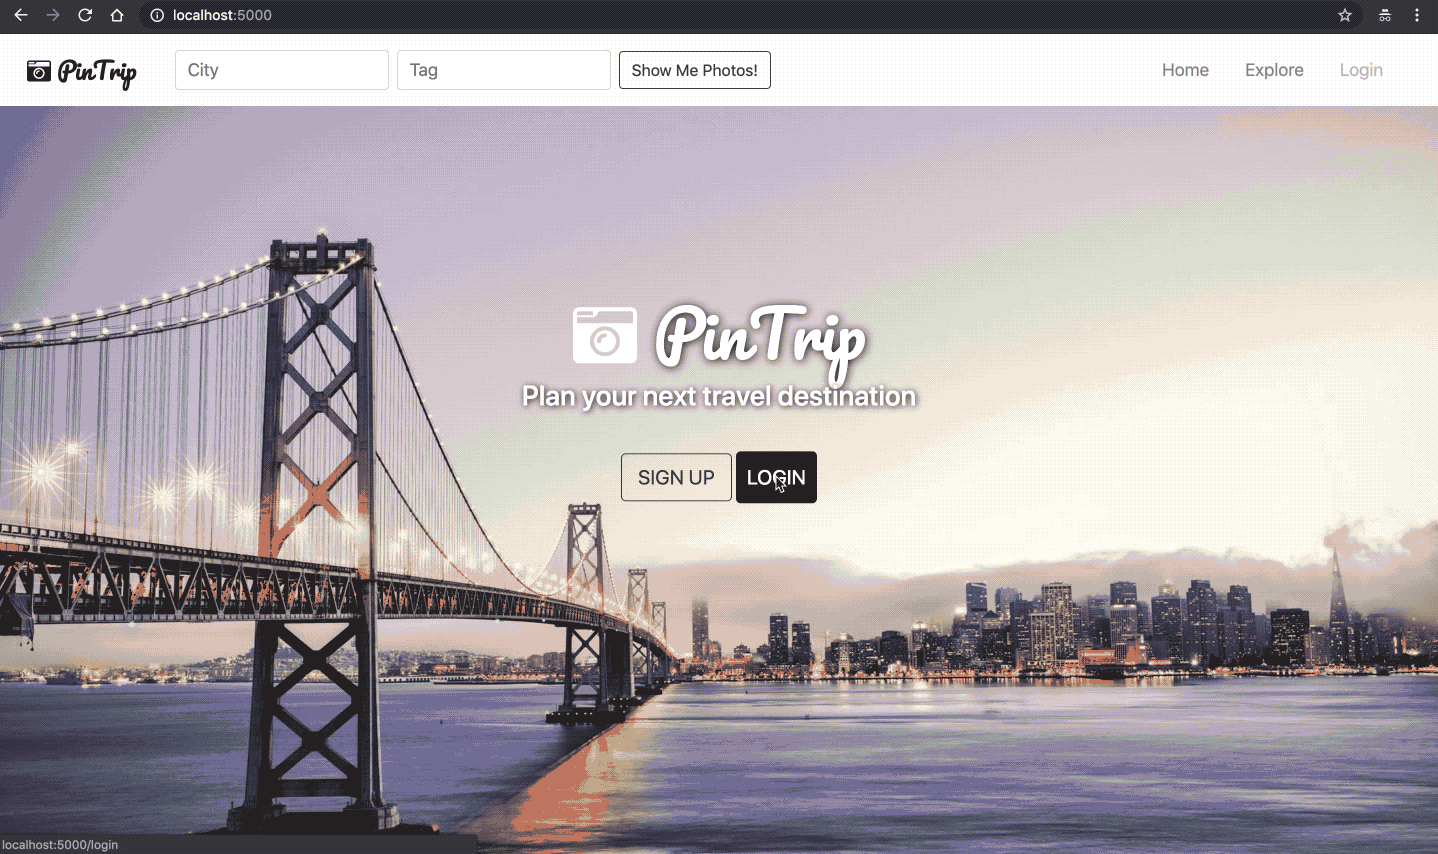 localhost:5000
PinTrip
City
Tag
Show Me Photos!
Home
Explore
Login
PinTrip
Plan your next travel destination
SIGN UP
LOGIN
localhost:5000/login